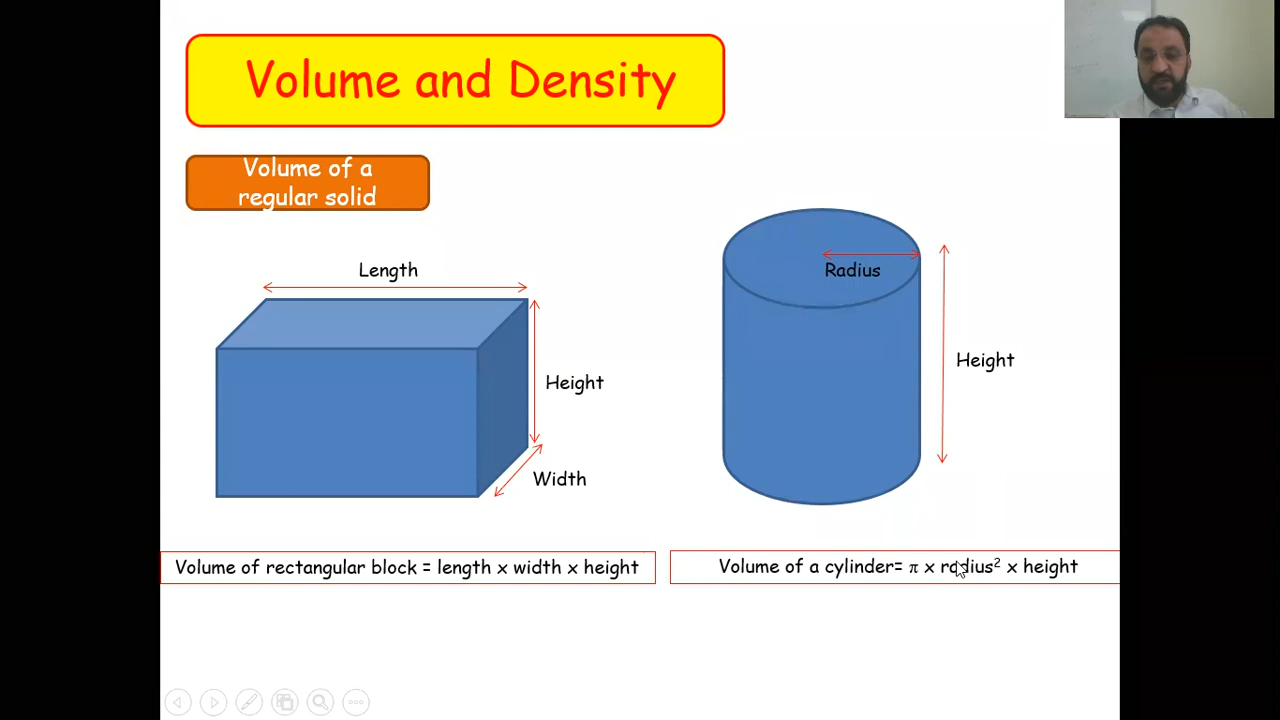 Volume and Density
Volume of a
regular solid
Length
Height
Width
Radius
Height
Volume of rectangular block = length x width x height
Volume of a cylinder= π x radius² x height